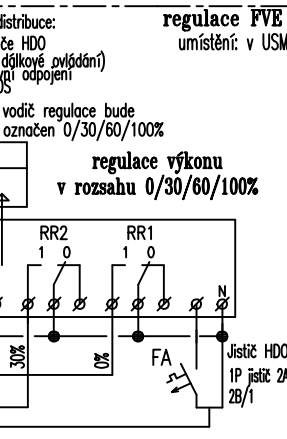 distribuce:
regulace FVE
če HDO
umístění: v USM
dálkové ovládání)
vní odpojení
OS
vodič regulace bude
označen 0/30/60/100%
regulace výkonu
v rozsahu 0/30/60/100%
RR2 RR1
1 0 1 0
N
30%
0%
FA
Jistič HDO
1P jistič 2A
2B/1